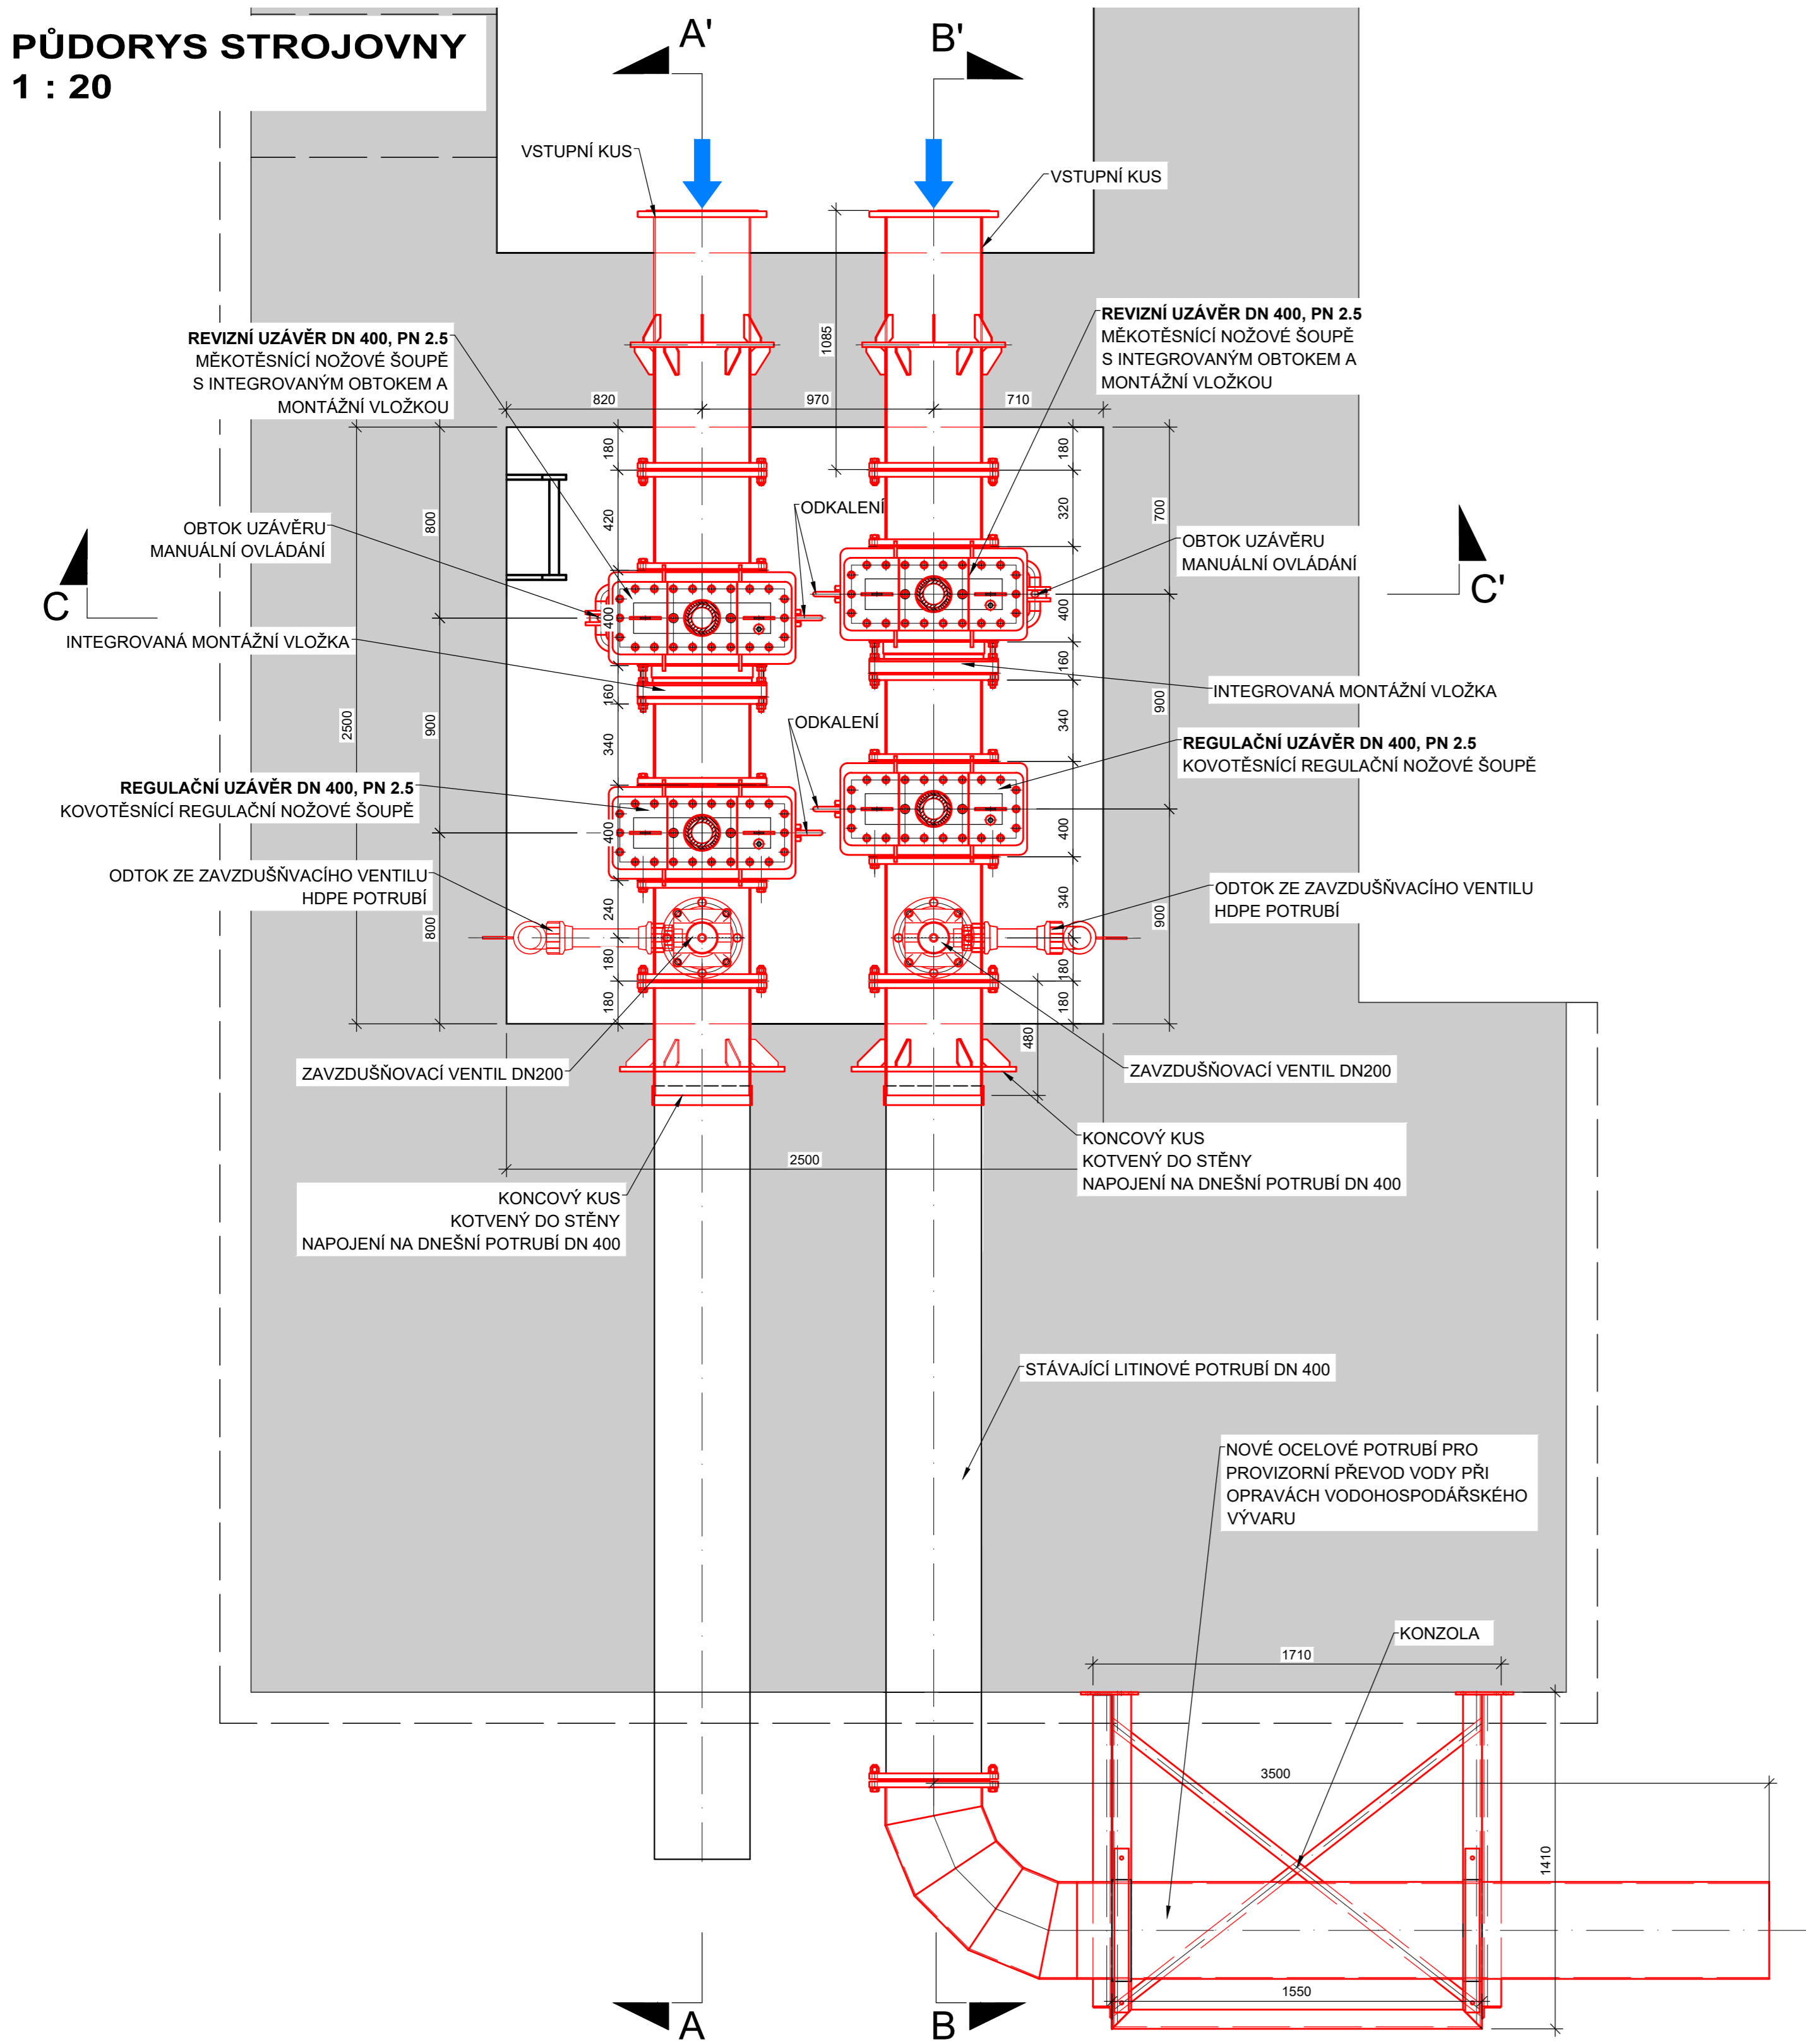 PŮDORYS STROJOVNY
1 : 20
A'
B'
VSTUPNÍ KUS
VSTUPNÍ KUS
1085
REVIZNÍ UZÁVĚR DN 400, PN 2.5
MĚKOTĚSNÍCÍ NOŽOVÉ ŠOUPĚ
S INTEGROVANÝM OBTOKEM A
MONTÁŽNÍ VLOŽKOU
REVIZNÍ UZÁVĚR DN 400, PN 2.5
MĚKOTĚSNÍCÍ NOŽOVÉ ŠOUPĚ
S INTEGROVANÝM OBTOKEM A
MONTÁŽNÍ VLOŽKOU
820
970
710
180
180
420
320
800
700
ODKALENÍ
OBTOK UZÁVĚRU
MANUÁLNÍ OVLÁDÁNÍ
OBTOK UZÁVĚRU
MANUÁLNÍ OVLÁDÁNÍ
C
C'
400
400
INTEGROVANÁ MONTÁŽNÍ VLOŽKA
160
160
INTEGROVANÁ MONTÁŽNÍ VLOŽKA
2500
900
900
340
340
ODKALENÍ
REGULAČNÍ UZÁVĚR DN 400, PN 2.5
KOVOTĚSNÍCÍ REGULAČNÍ NOŽOVÉ ŠOUPĚ
REGULAČNÍ UZÁVĚR DN 400, PN 2.5
KOVOTĚSNÍCÍ REGULAČNÍ NOŽOVÉ ŠOUPĚ
400
400
ODTOK ZE ZAVZDUŠŇVACÍHO VENTILU
HDPE POTRUBÍ
ODTOK ZE ZAVZDUŠŇVACÍHO VENTILU
HDPE POTRUBÍ
240
340
800
900
180
180
180
180
480
ZAVZDUŠŇOVACÍ VENTIL DN200
ZAVZDUŠŇOVACÍ VENTIL DN200
2500
KONCOVÝ KUS
KOTVENÝ DO STĚNY
NAPOJENÍ NA DNEŠNÍ POTRUBÍ DN 400
KONCOVÝ KUS
KOTVENÝ DO STĚNY
NAPOJENÍ NA DNEŠNÍ POTRUBÍ DN 400
STÁVAJÍCÍ LITINOVÉ POTRUBÍ DN 400
NOVÉ OCELOVÉ POTRUBÍ PRO
PROVIZORNÍ PŘEVOD VODY PŘI
OPRAVÁCH VODOHOSPODÁŘSKÉHO
VÝVARU
KONZOLA
1710
3500
1410
1550
A
B